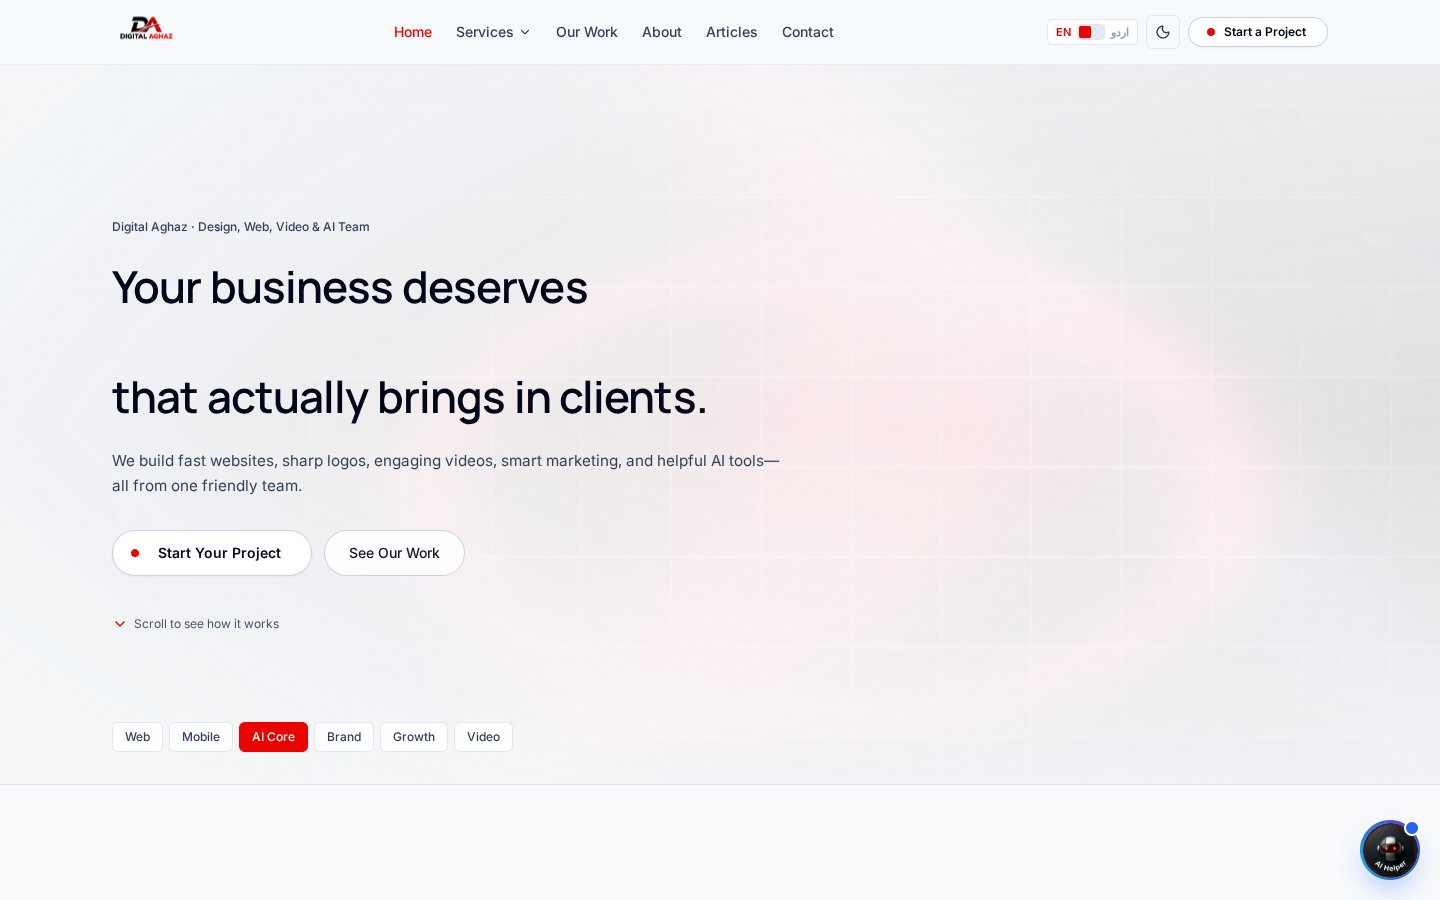 DA
DIGITAL AGHAZ
Home Services Our Work About Articles Contact
EN اردو
Start a Project
Digital Aghaz · Design, Web, Video & AI Team
Your business deserves
that actually brings in clients.
We build fast websites, sharp logos, engaging videos, smart marketing, and helpful AI tools—
all from one friendly team.
Start Your Project See Our Work
Scroll to see how it works
Web Mobile AI Core Brand Growth Video
AI Helper